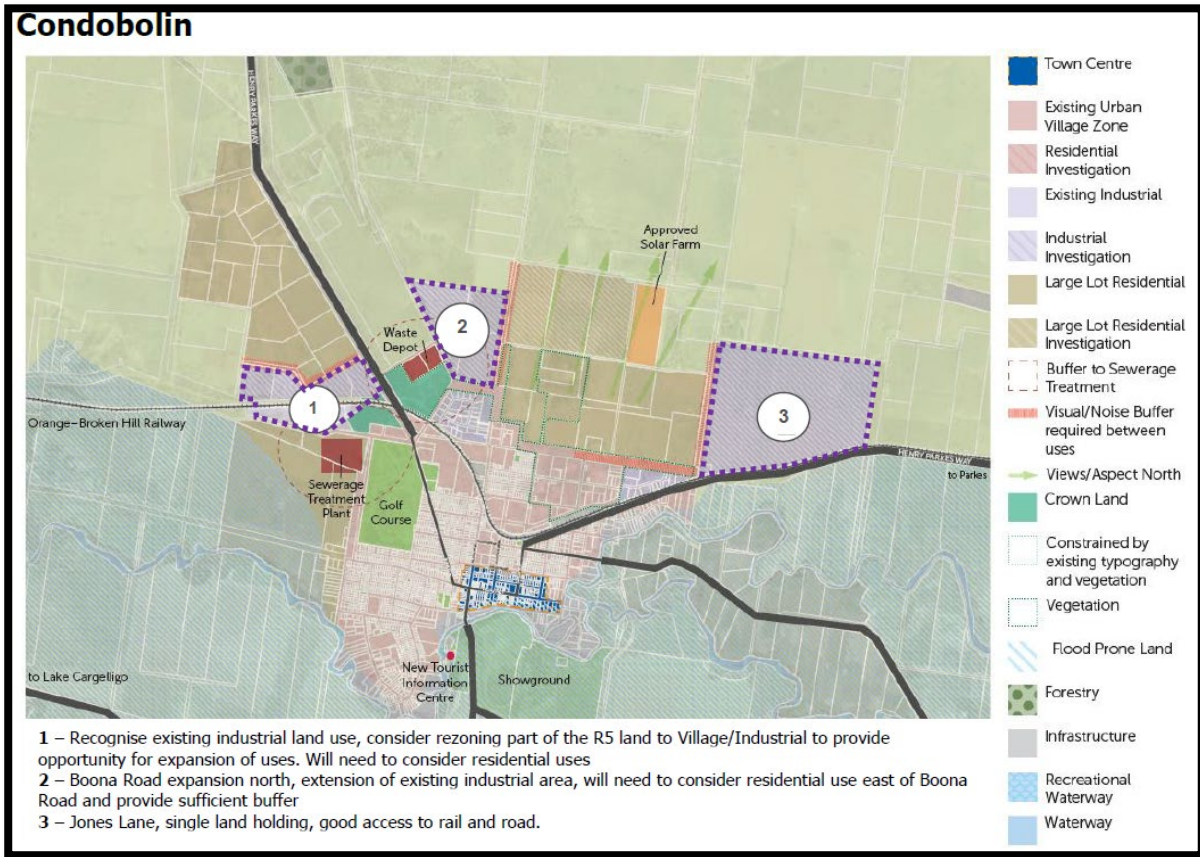 Condobolin
HENRY PARKES WAY
Approved
Solar Farm
Waste
Depot
2
1
3
Orange–Broken Hill Railway
HENRY PARKES WAY
to Parkes
Sewerage
Treatment
Plant
Golf
Course
New Tourist
Information
Centre
Showground
to Lake Cargelligo
Town Centre
Existing Urban
Village Zone
Residential
Investigation
Existing Industrial
Industrial
Investigation
Large Lot Residential
Large Lot Residential
Investigation
Buffer to Sewerage
Treatment
Visual/Noise Buffer
required between
uses
Views/Aspect North
Crown Land
Constrained by
existing typography
and vegetation
Vegetation
Flood Prone Land
Forestry
Infrastructure
Recreational
Waterway
Waterway
1 – Recognise existing industrial land use, consider rezoning part of the R5 land to Village/Industrial to provide
opportunity for expansion of uses. Will need to consider residential uses
2 – Boona Road expansion north, extension of existing industrial area, will need to consider residential use east of Boona
Road and provide sufficient buffer
3 – Jones Lane, single land holding, good access to rail and road.